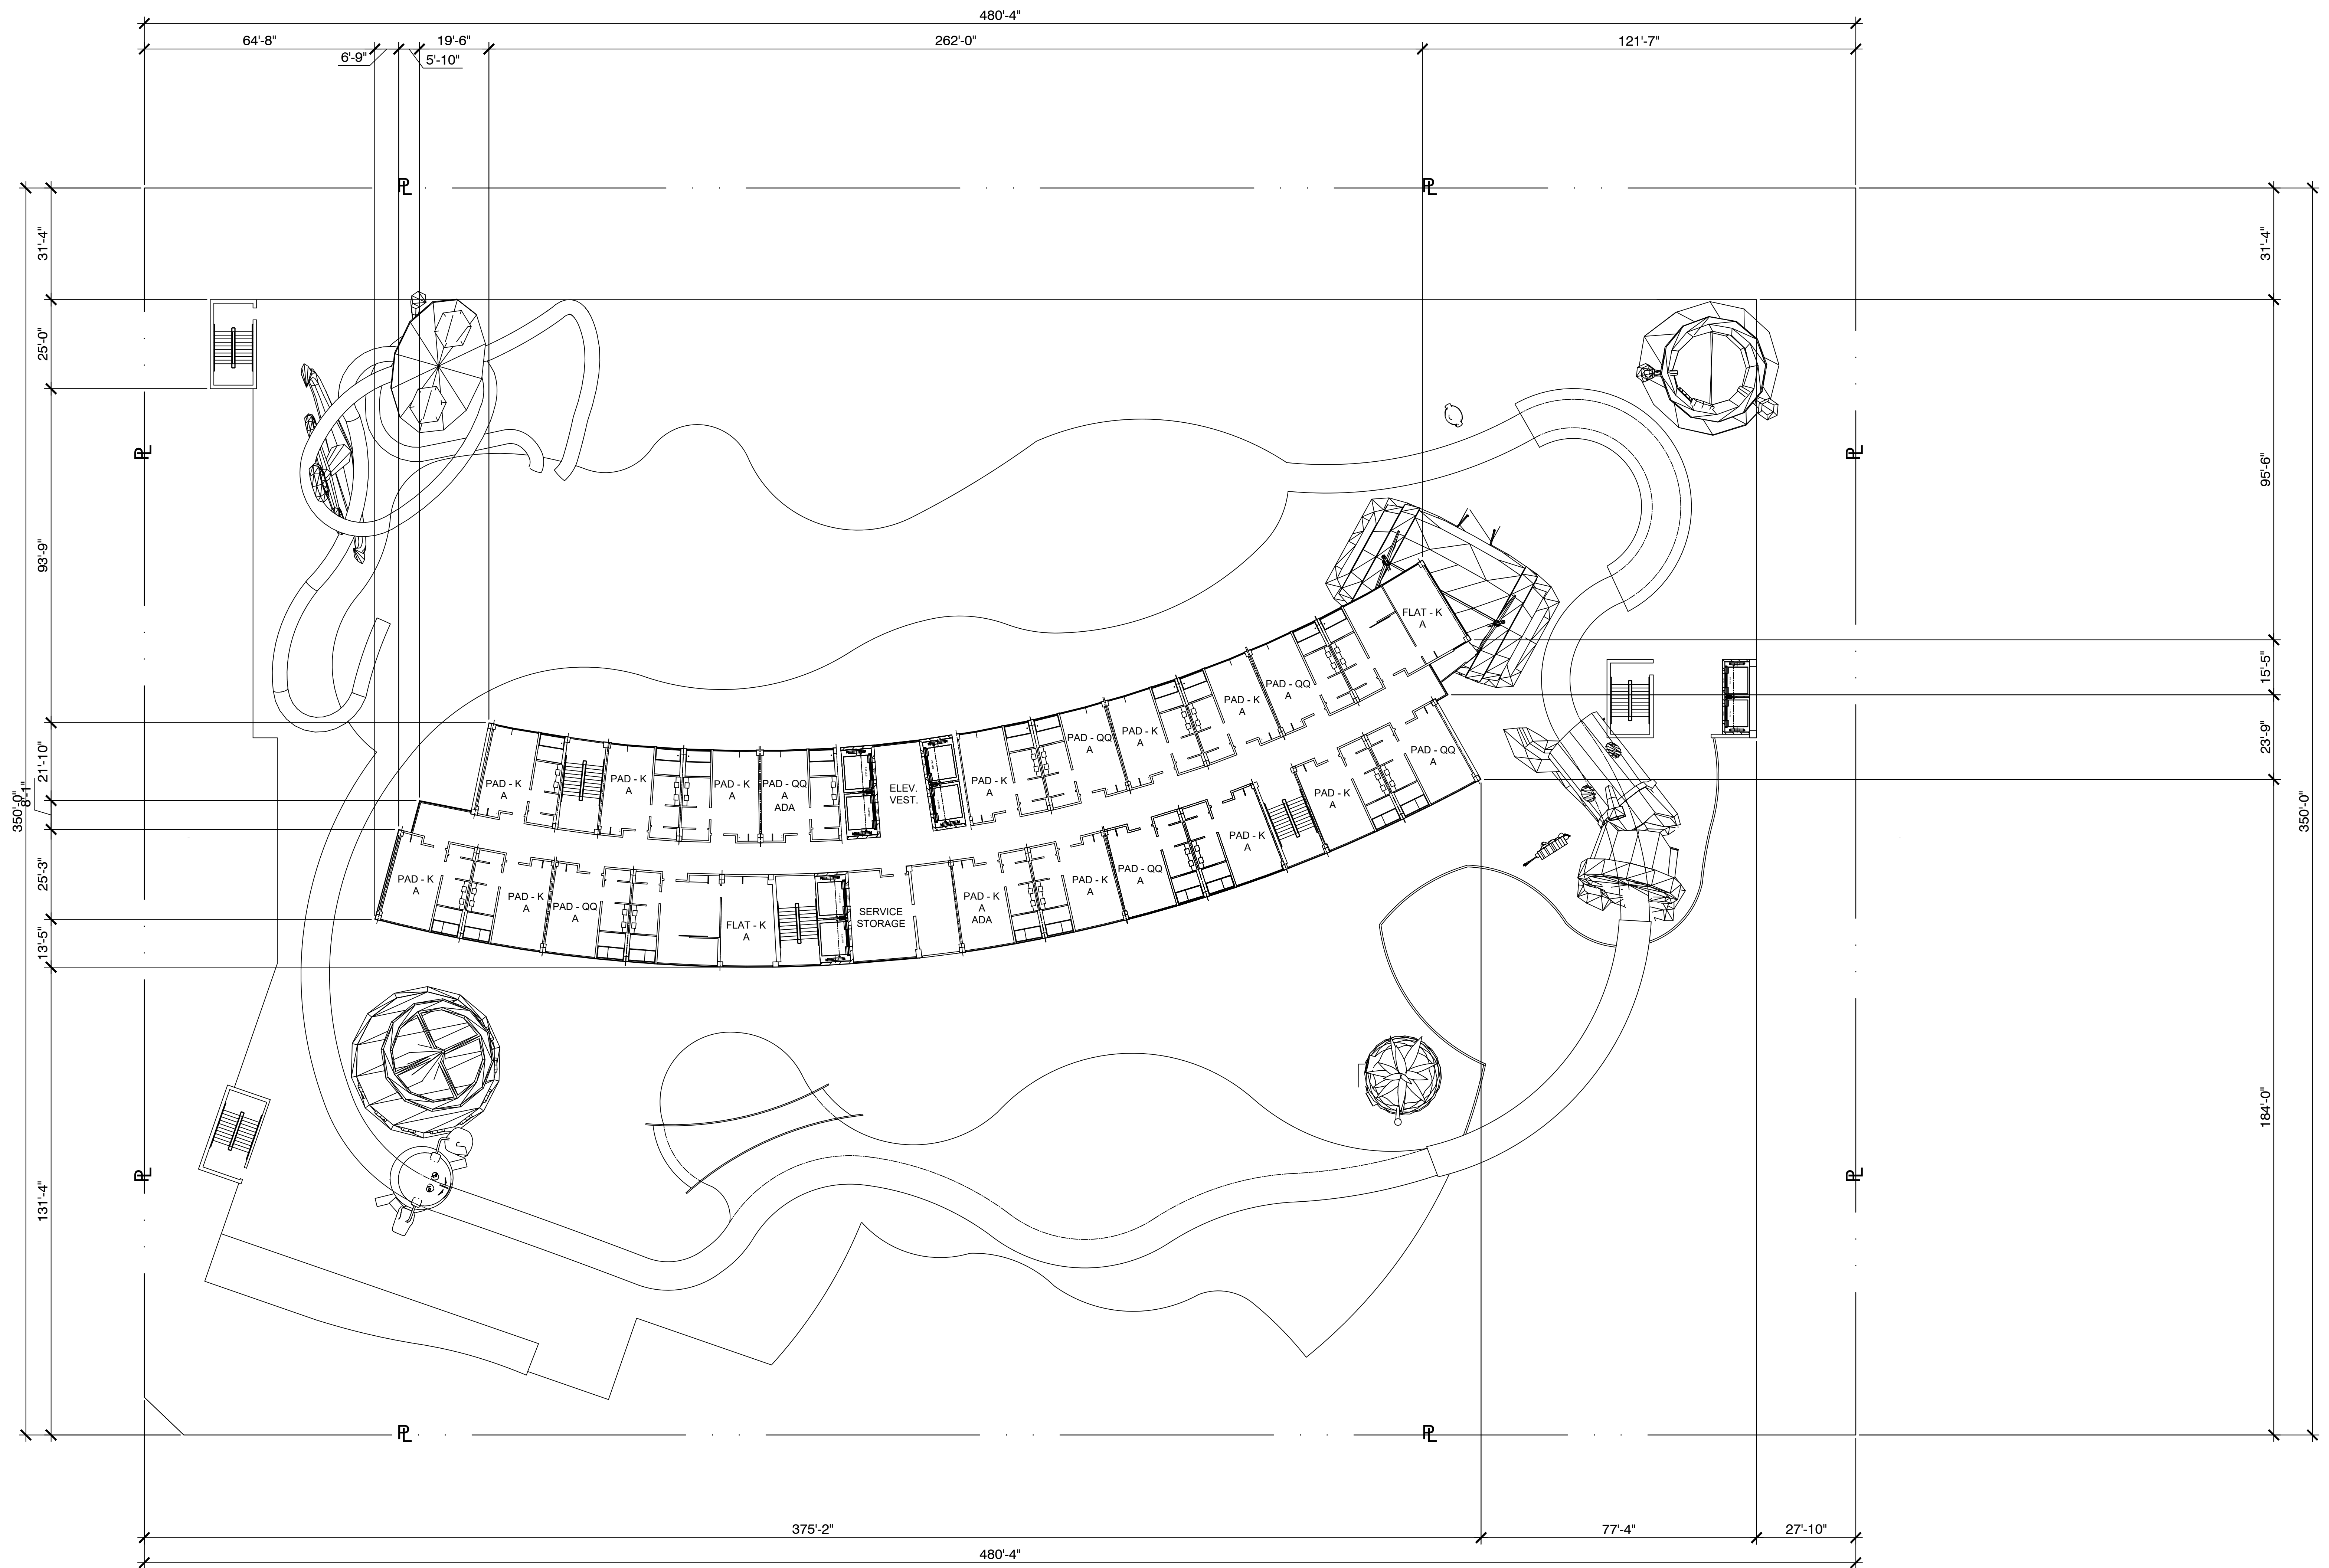 480'-4"
64'-8"
19'-6"
262'-0"
121'-7"
6'-9"
5'-10"
PL
PL
31'-4"
31'-4"
25'-0"
PL
PL
95'-6"
93'-9"
FLAT - K
A
15'-5"
PAD - QQ
A
PAD - K
A
PAD - K
A
PAD - QQ
A
23'-9"
PAD - QQ
A
21'-10"
PAD - K
A
PAD - K
A
PAD - K
A
PAD - QQ
A
ADA
ELEV.
VEST.
PAD - K
A
PAD - K
A
350'-0"
8'-1"
350'-0"
PAD - K
A
25'-3"
PAD - K
A
PAD - K
A
PAD - QQ
A
FLAT - K
A
SERVICE
STORAGE
PAD - K
A
ADA
PAD - K
A
PAD - QQ
A
13'-5"
184'-0"
PL
PL
131'-4"
PL
PL
375'-2"
77'-4"
27'-10"
480'-4"